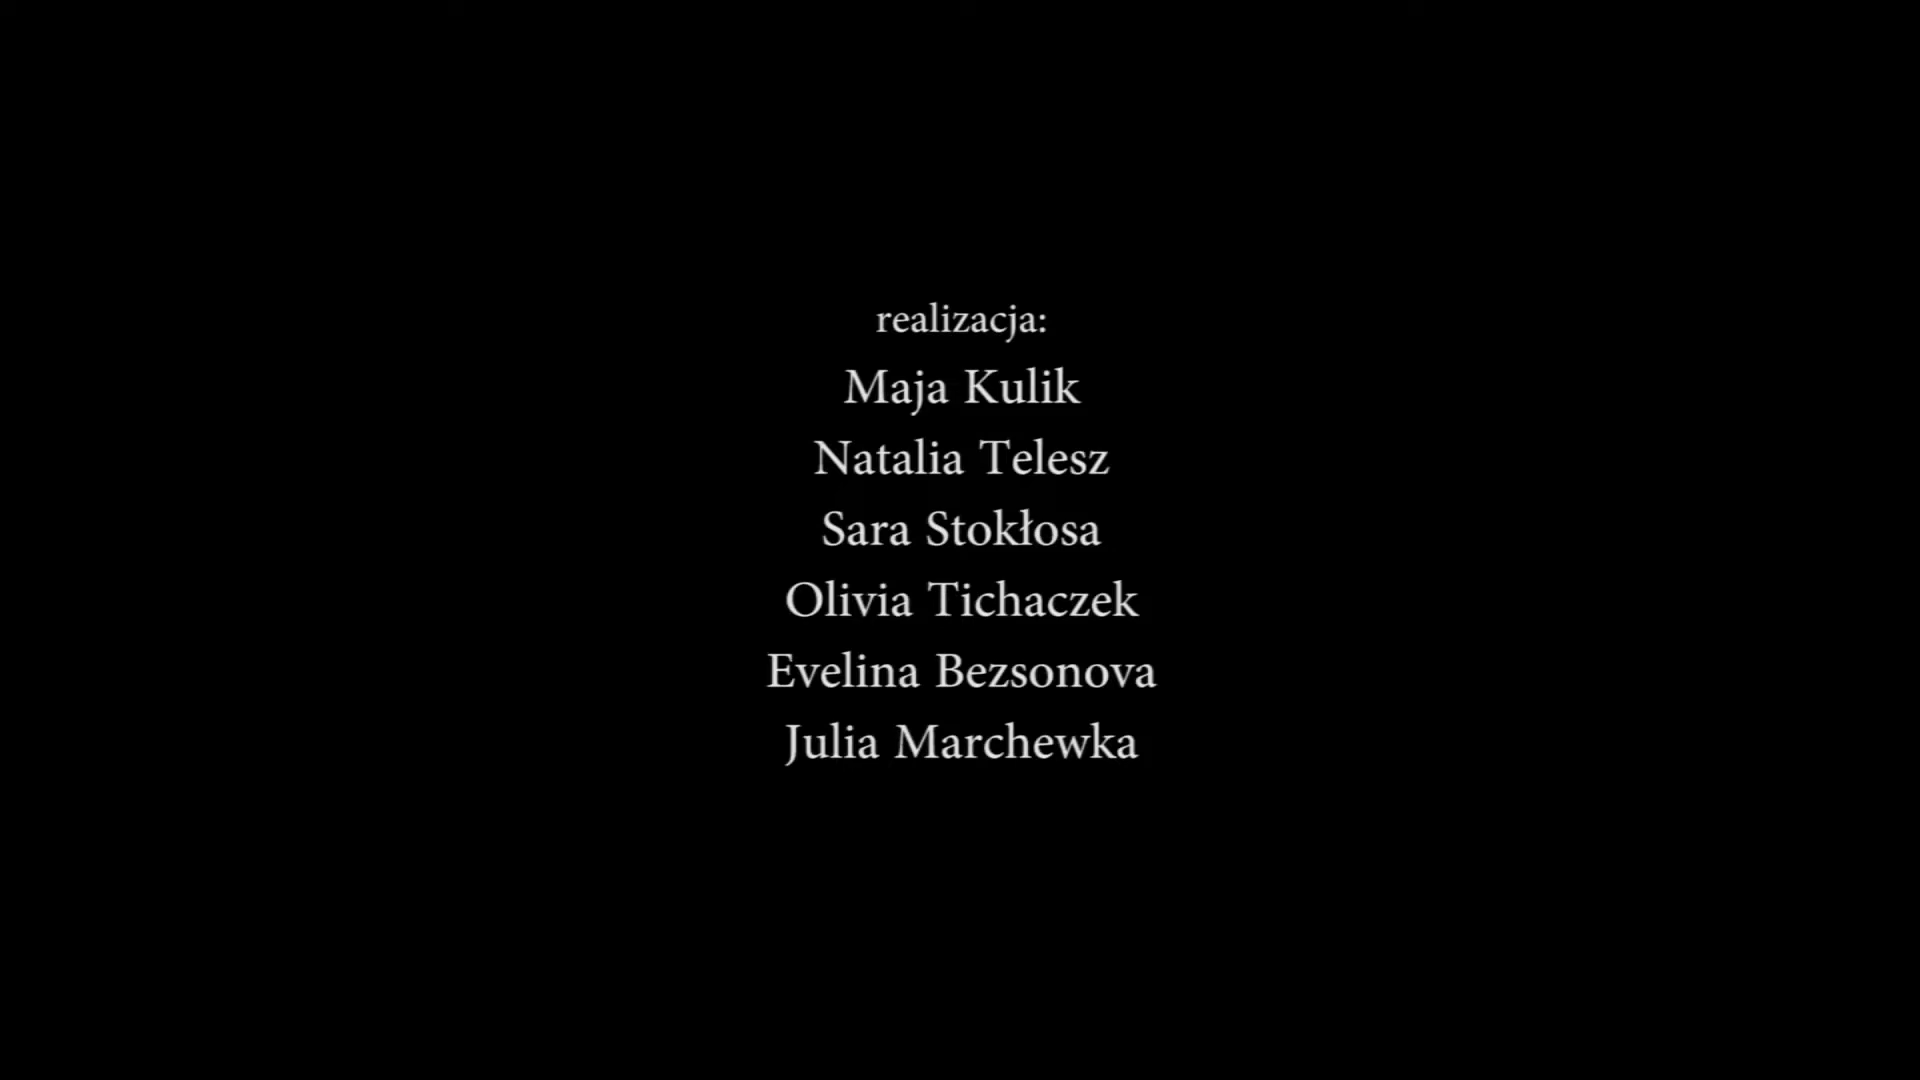 realizacja:
Maja Kulik
Natalia Telesz
Sara Stokłosa
Olivia Tichaczek
Evelina Bezsonova
Julia Marchewka